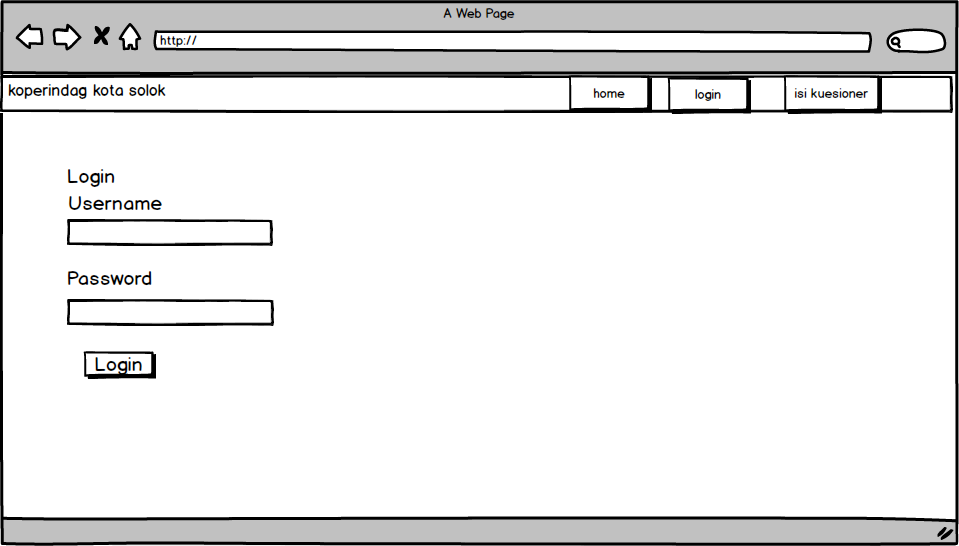 A Web Page
http://
koperindag kota solok
home
login
isi kuesioner
Login
Username
Password
Login